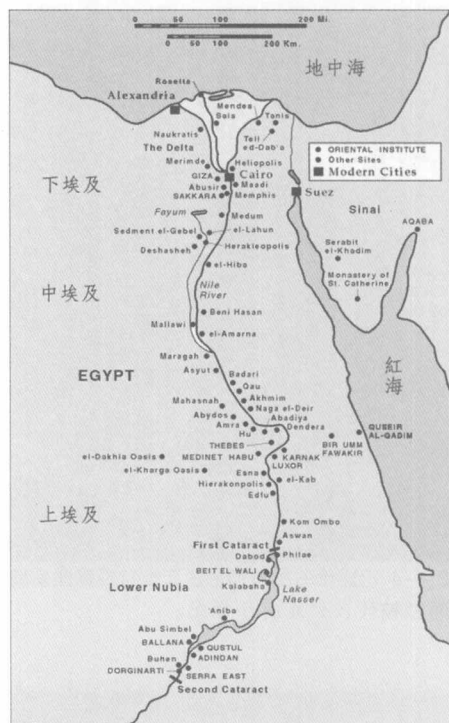 0 50 100 200 Mi.
0 50 100 200 Km.
地中海
Rosetta
Alexandria
Mendes
Tanis
Sais
Tell
ed-Dab'a
Naukratis
The Delta
ORIENTAL INSTITUTE
Other Sites
Modern Cities
Merimde
Heliopolis
GIZA
Cairo
下埃及
Abusir
Maadi
SAKKARA
Memphis
Suez
Sinai
Fayum
Medum
AQABA
Sedment el-Gebel
el-Lahun
Deshasheh
Herakleopolis
Serabit
el-Khadim
el-Hiba
Monastery of
St. Catherine
中埃及
Nile
River
Beni Hasan
Mallawi
el-Amarna
紅海
Maragah
EGYPT
Asyut
Badari
Qau
Mahasnah
Akhmim
Naga el-Deir
Abydos
Abadiya
Amra
Hu
Dendera
QUSEIR
AL-QADIM
THEBES
BIR UMM
FAWAKIR
el-Dakhla Oasis
MEDINET HABU
KARNAK
LUXOR
el-Kharga Oasis
Esna
el-Kab
Hierakonpolis
Edfu
上埃及
Kom Ombo
Aswan
First Cataract
Philae
Dabod
BEIT EL WALI
Lower Nubia
Kalabsha
Lake
Nasser
Aniba
Abu Simbel
BALLANA
QUSTUL
Buhen
ADINDAN
DORGINARTI
SERRA EAST
Second Cataract